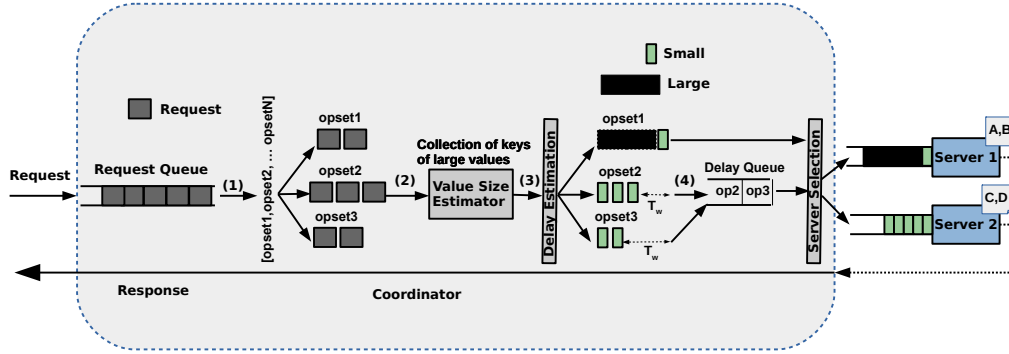 Small
Large
Request
[opset1,opset2, ... opsetN]
opset1
opset2
opset3
Collection of keys
of large values
Request
Request Queue
(1)
(2)
Value Size
Estimator
(3)
Delay Estimation
opset1
opset2
Tw
opset3
Tw
(4)
Delay Queue
op2
op3
Server Selection
A,B
Server 1
C,D
Server 2
Response
Coordinator